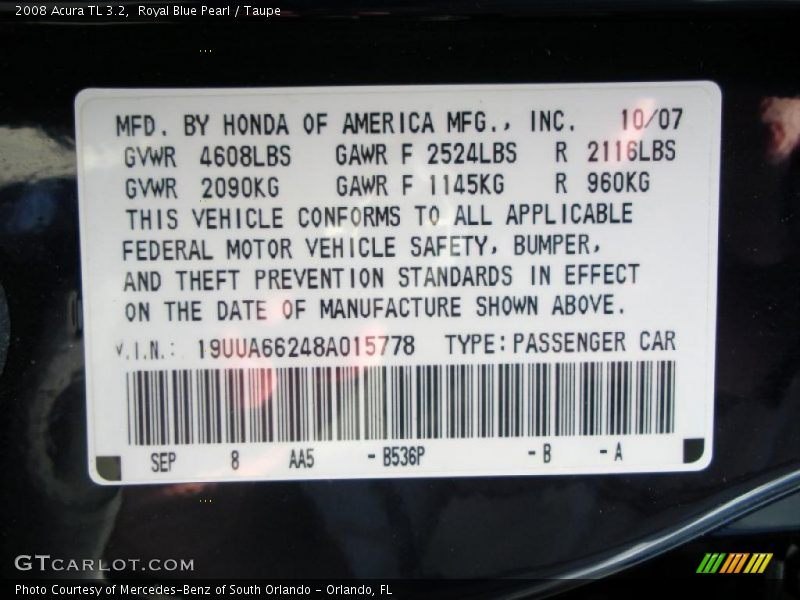 2008 Acura TL 3.2,  Royal Blue Pearl / Taupe
MFD. BY HONDA OF AMERICA MFG., INC. 10/07
GVWR 4608LBS GAWR F 2524LBS R 2116LBS
GVWR 2090KG GAWR F 1145KG R 960KG
THIS VEHICLE CONFORMS TO ALL APPLICABLE
FEDERAL MOTOR VEHICLE SAFETY, BUMPER,
AND THEFT PREVENTION STANDARDS IN EFFECT
ON THE DATE OF MANUFACTURE SHOWN ABOVE.
V.I.N.: 19UUA66248A015778 TYPE:PASSENGER CAR
SEP 8 AA5 -B536P -B -A
GTCARLOT.COM
Photo Courtesy of Mercedes-Benz of South Orlando - Orlando, FL